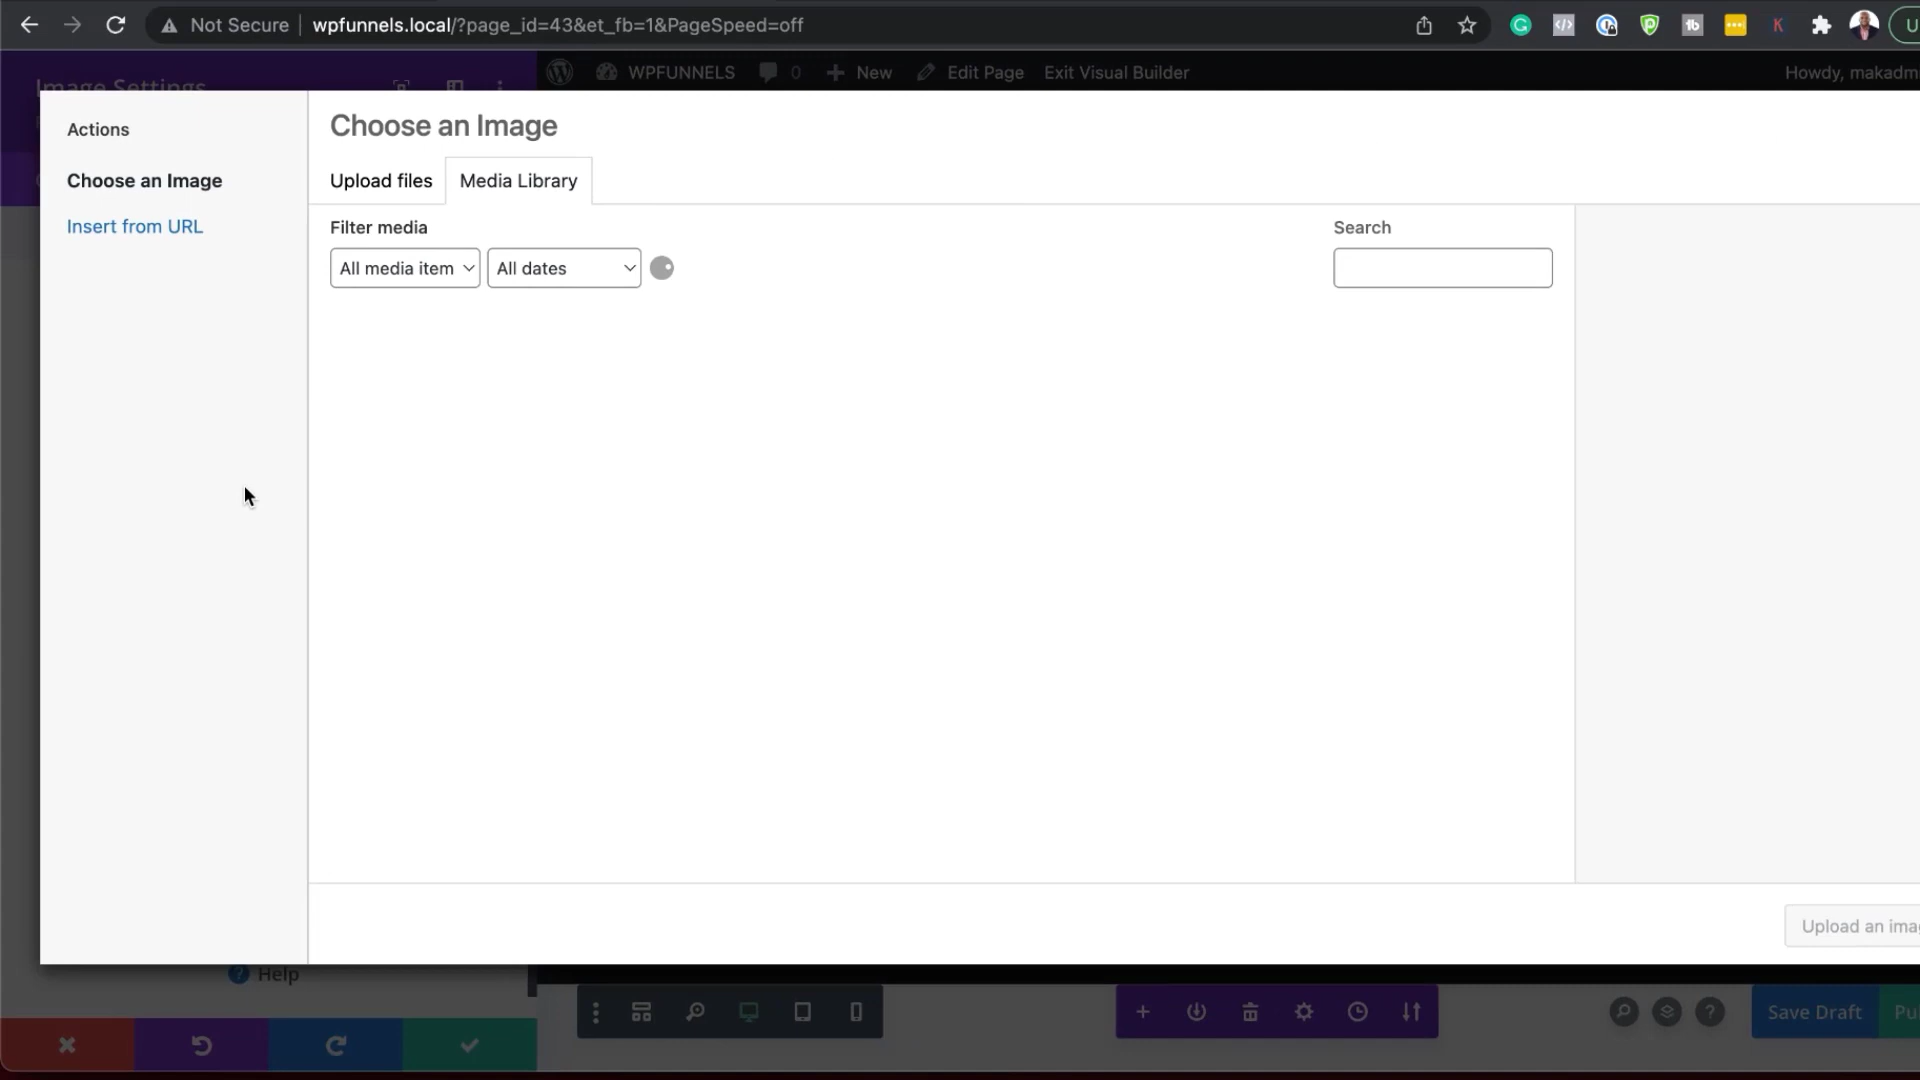 Not Secure
wpfunnels.local/?page_id=43&et_fb=1&PageSpeed=off
Image Settings
WPFUNNELS
0
New
Edit Page
Exit Visual Builder
Howdy, makadm
Actions
Choose an Image
Insert from URL
Choose an Image
Upload files
Media Library
Filter media
All media item
All dates
Search
Upload an imag
Help
Save Draft
Pu